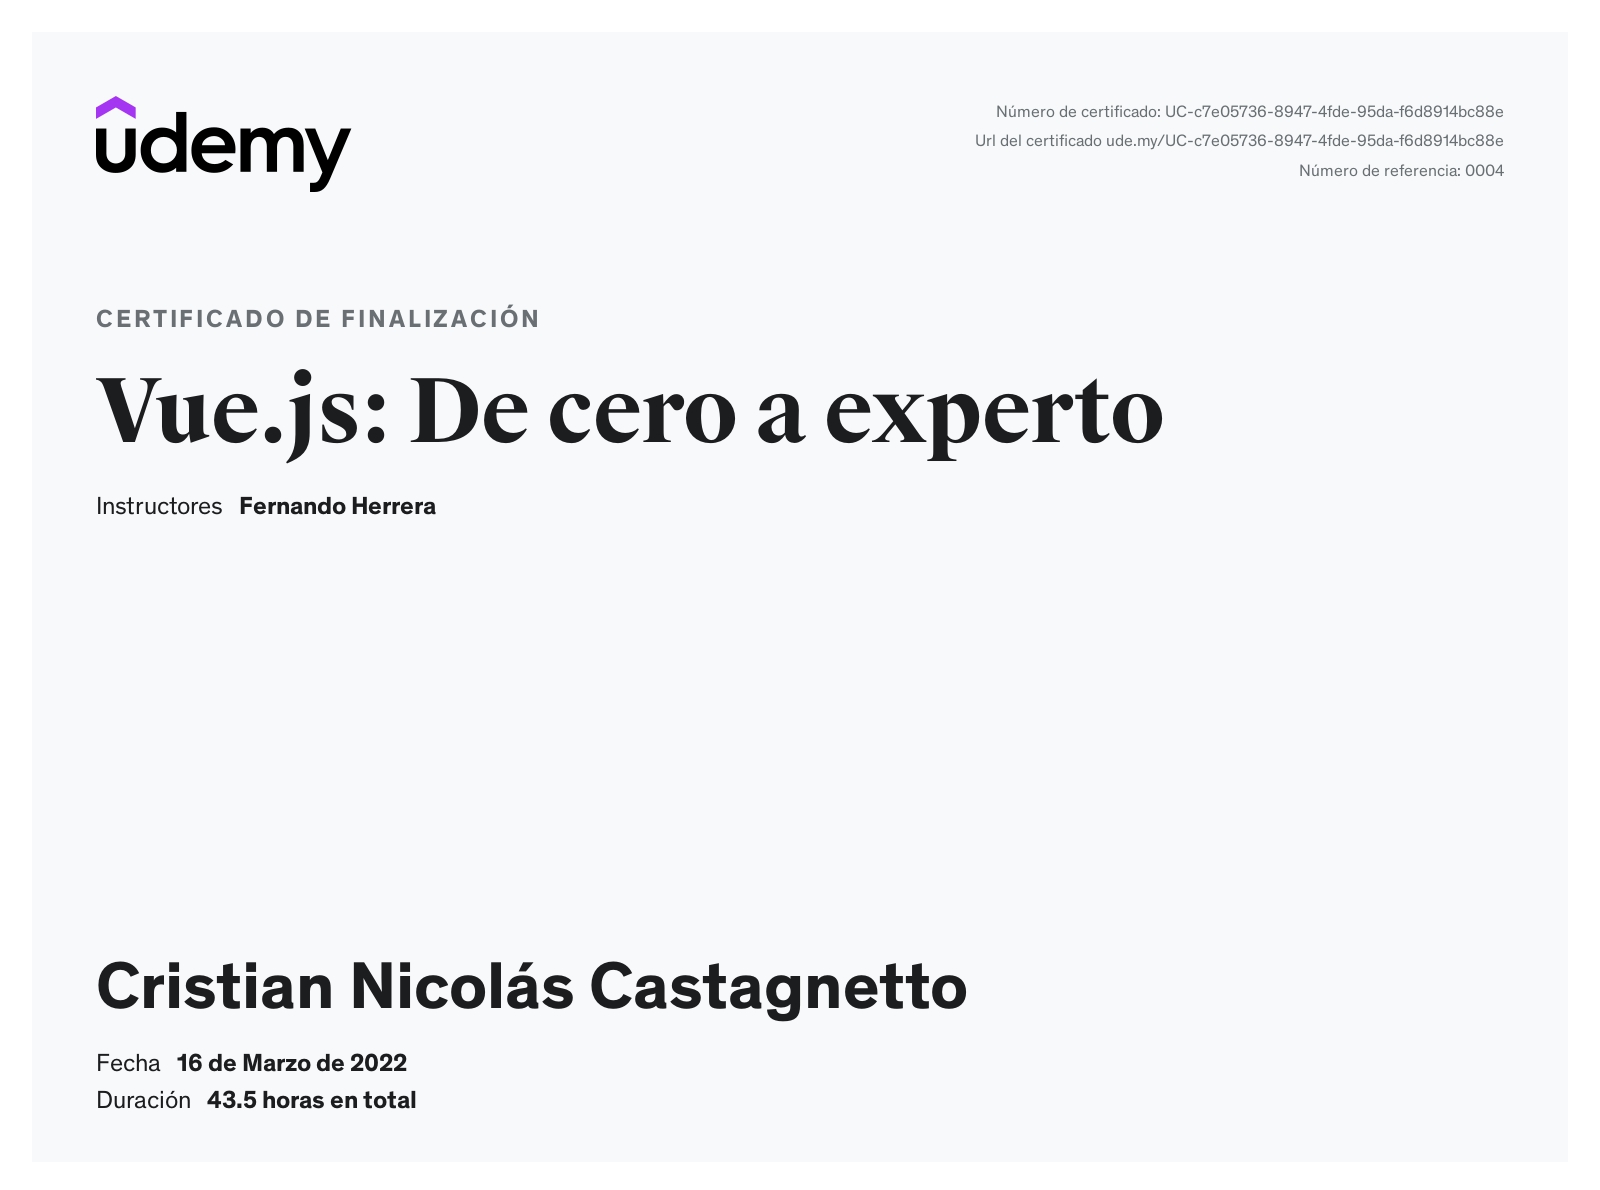 udemy
Número de certificado: UC-c7e05736-8947-4fde-95da-f6d8914bc88e
Url del certificado ude.my/UC-c7e05736-8947-4fde-95da-f6d8914bc88e
Número de referencia: 0004
CERTIFICADO DE FINALIZACIÓN
Vue.js: De cero a experto
Instructores Fernando Herrera
Cristian Nicolás Castagnetto
Fecha 16 de Marzo de 2022
Duración 43.5 horas en total